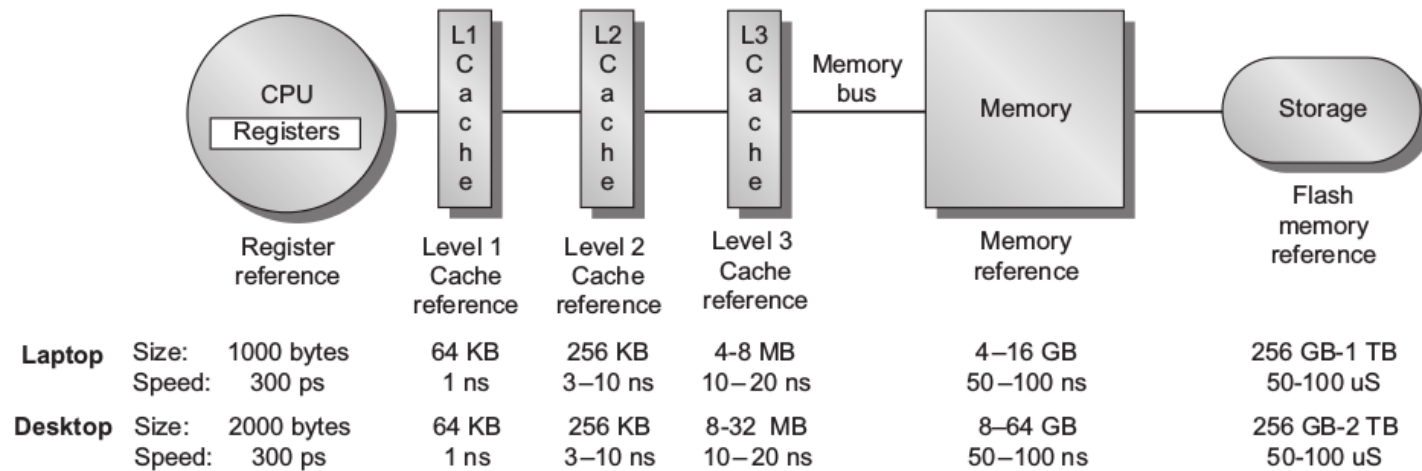 CPU
Registers
L1
C
a
c
h
e
L2
C
a
c
h
e
L3
C
a
c
h
e
Memory
bus
Memory
Storage
Register
reference
Level 1
Cache
reference
Level 2
Cache
reference
Level 3
Cache
reference
Memory
reference
Flash
memory
reference
Laptop Size: 1000 bytes 64 KB 256 KB 4-8 MB 4–16 GB 256 GB-1 TB
Speed: 300 ps 1 ns 3–10 ns 10–20 ns 50–100 ns 50-100 uS
Desktop Size: 2000 bytes 64 KB 256 KB 8-32 MB 8–64 GB 256 GB-2 TB
Speed: 300 ps 1 ns 3–10 ns 10–20 ns 50–100 ns 50-100 uS